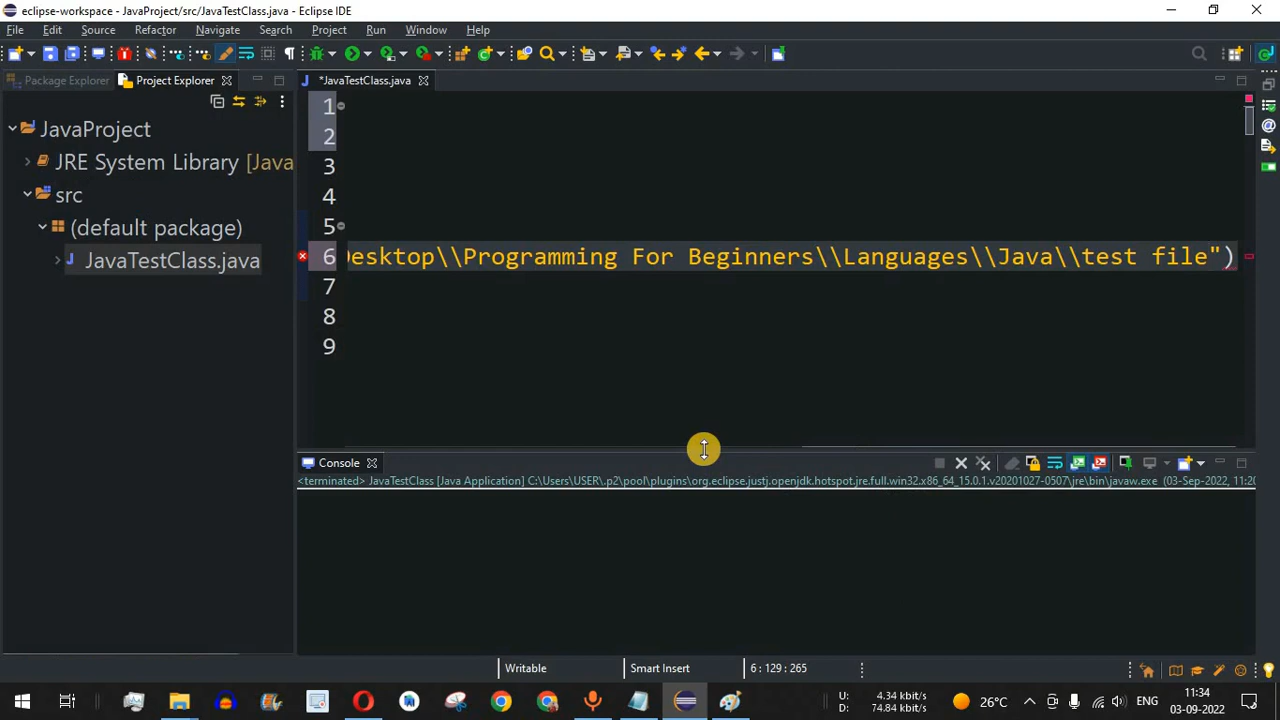 eclipse-workspace - JavaProject/src/JavaTestClass.java - Eclipse IDE
File Edit Source Refactor Navigate Search Project Run Window Help
Package Explorer Project Explorer
*JavaTestClass.java
JavaProject
JRE System Library [Java
src
(default package)
JavaTestClass.java
1
2
3
4
5
6 Desktop\\Programming For Beginners\\Languages\\Java\\test file")
7
8
9
Console
<terminated> JavaTestClass [Java Application] C:\Users\USER\.p2\pool\plugins\org.eclipse.justj.openjdk.hotspot.jre.full.win32.x86_64_15.0.1.v20201027-0507\jre\bin\javaw.exe (03-Sep-2022, 11:20
Writable Smart Insert 6 : 129 : 265
U: 4.34 kbit/s
D: 74.84 kbit/s
26°C
ENG
11:34
03-09-2022